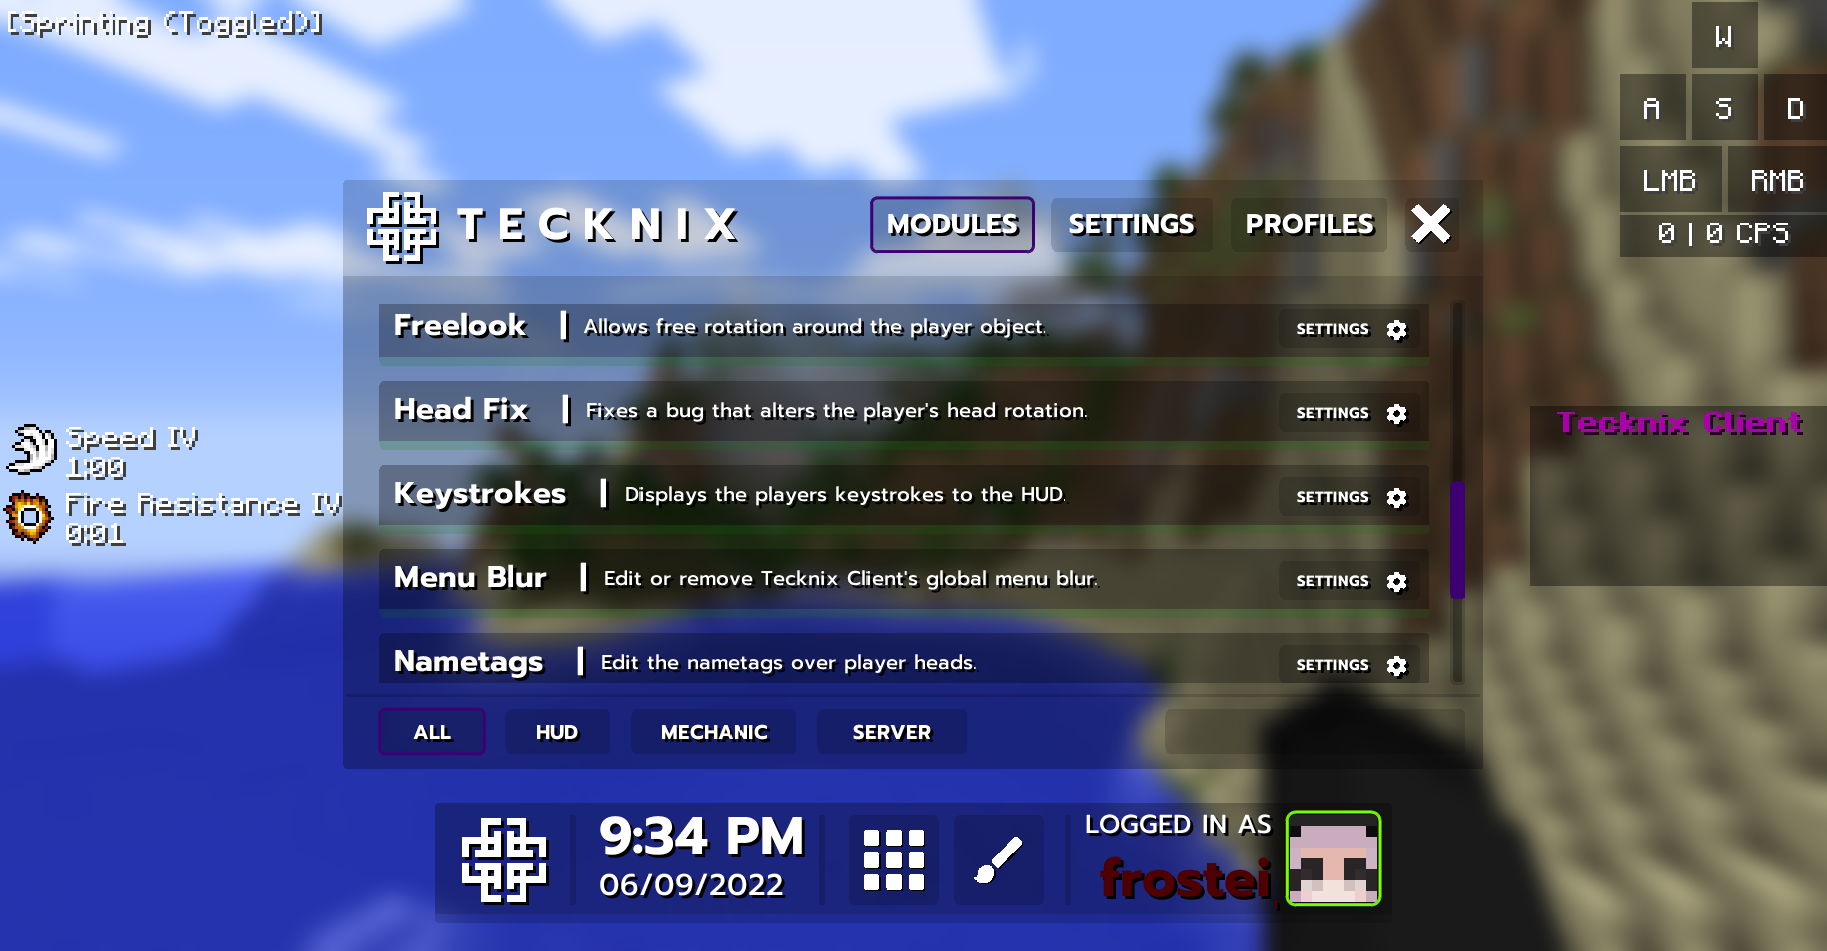 [Sprinting (Toggled)]
W
A S D
LMB RMB
0 | 0 CPS
TECKNIX
MODULES SETTINGS PROFILES
Freelook | Allows free rotation around the player object. SETTINGS
Head Fix | Fixes a bug that alters the player's head rotation. SETTINGS
Keystrokes | Displays the players keystrokes to the HUD. SETTINGS
Menu Blur | Edit or remove Tecknix Client's global menu blur. SETTINGS
Nametags | Edit the nametags over player heads. SETTINGS
Speed IV
1:00
Fire Resistance IV
0:01
Tecknix Client
ALL HUD MECHANIC SERVER
9:34 PM
06/09/2022
LOGGED IN AS
frostei